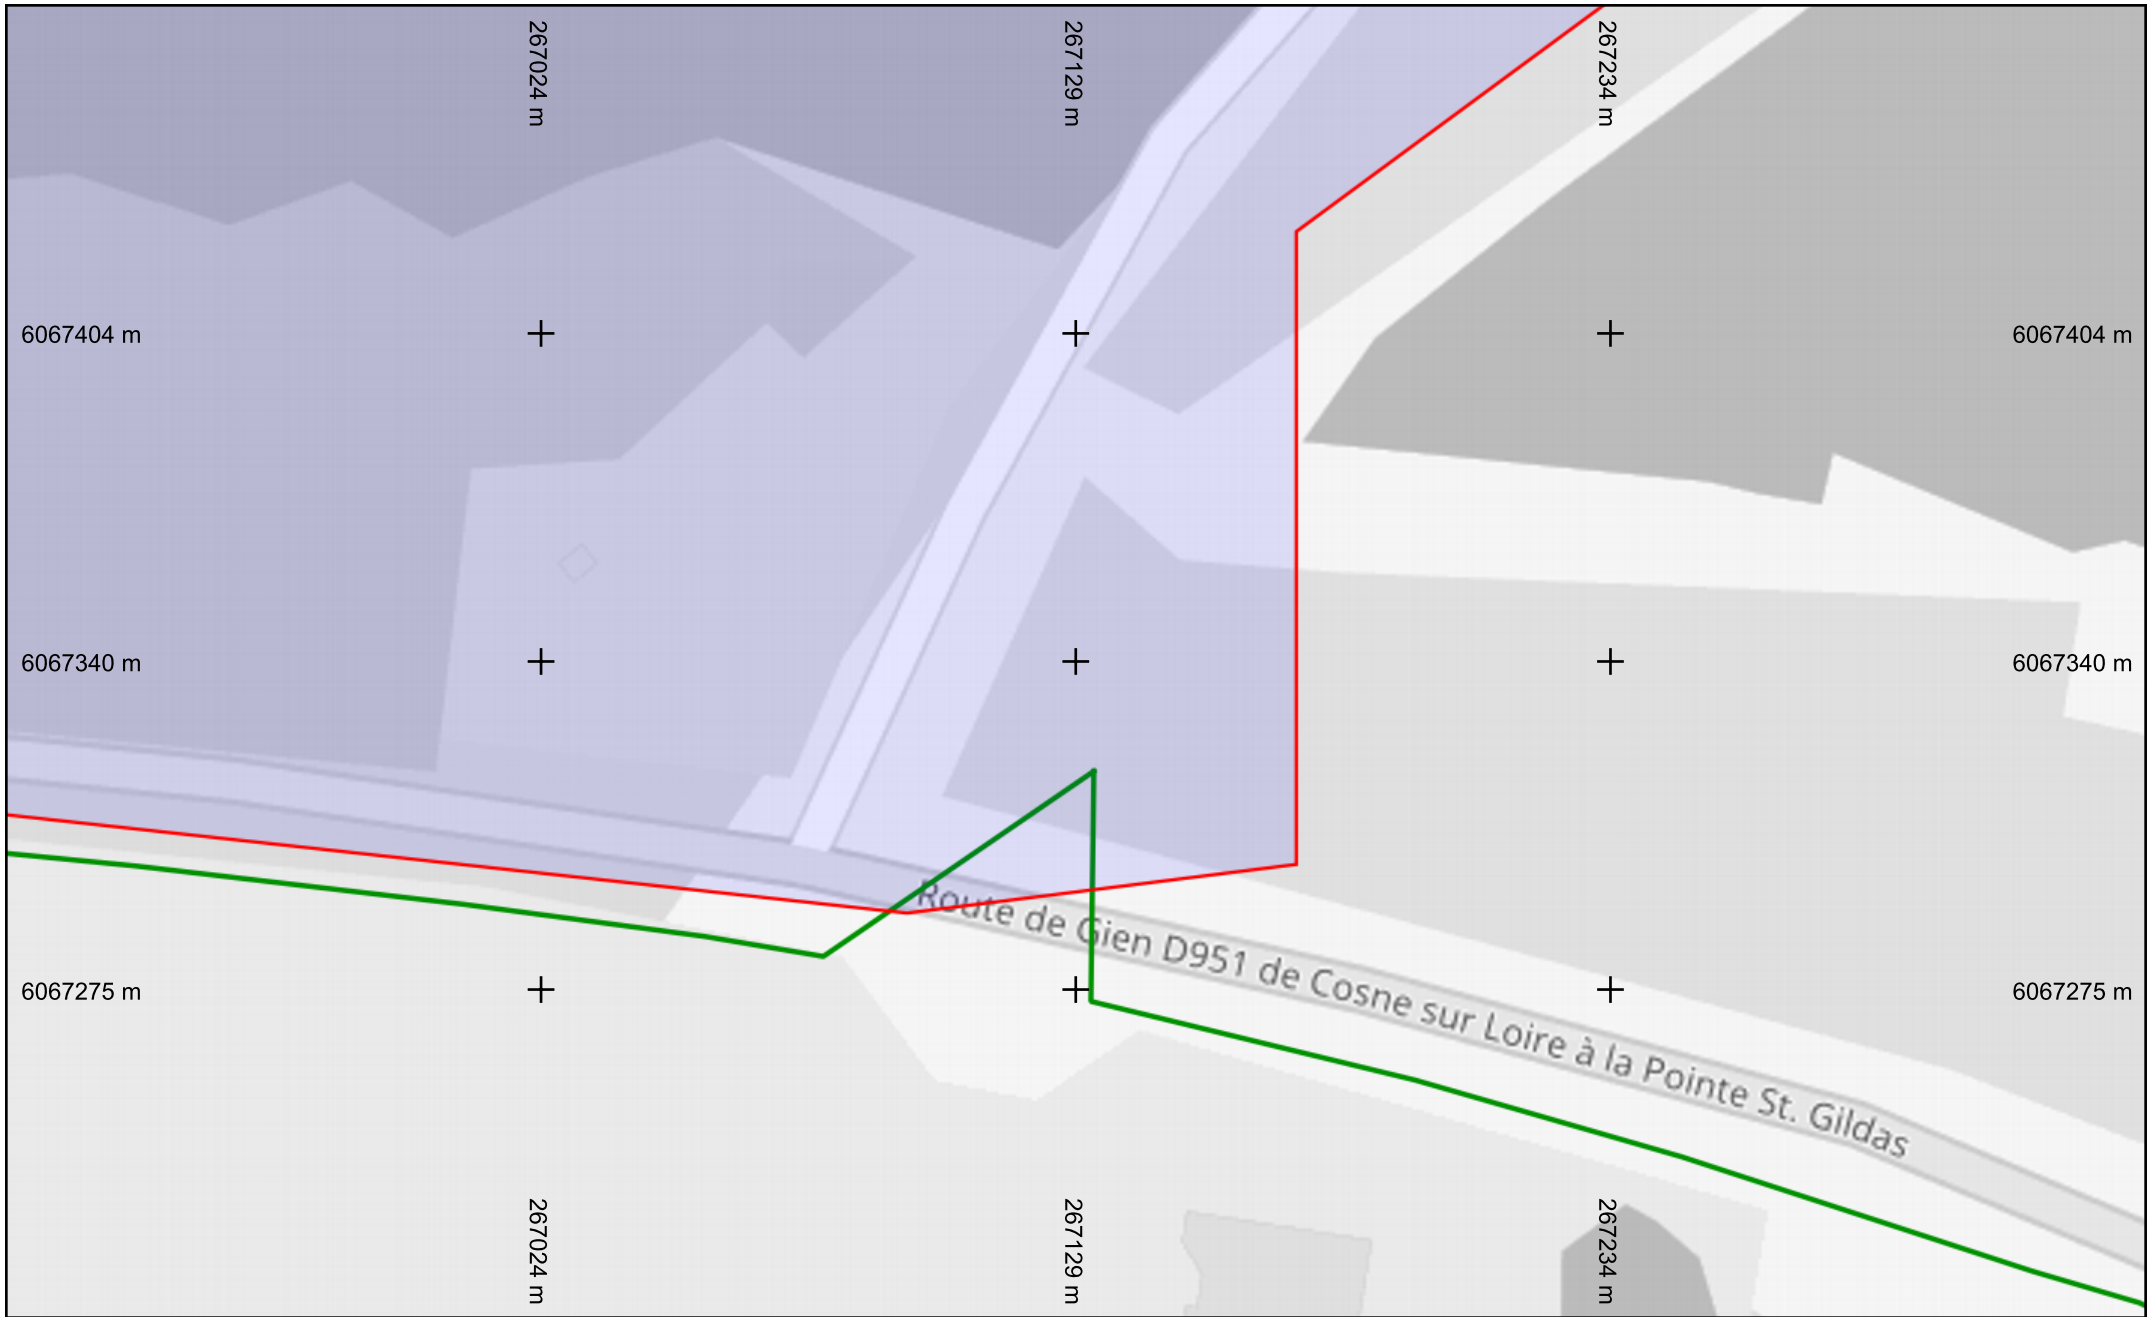 267024 m
267129 m
267234 m
6067404 m
6067404 m
6067340 m
6067340 m
Route de Gien D951 de Cosne sur Loire à la Pointe St. Gildas
6067275 m
6067275 m
267024 m
267129 m
267234 m